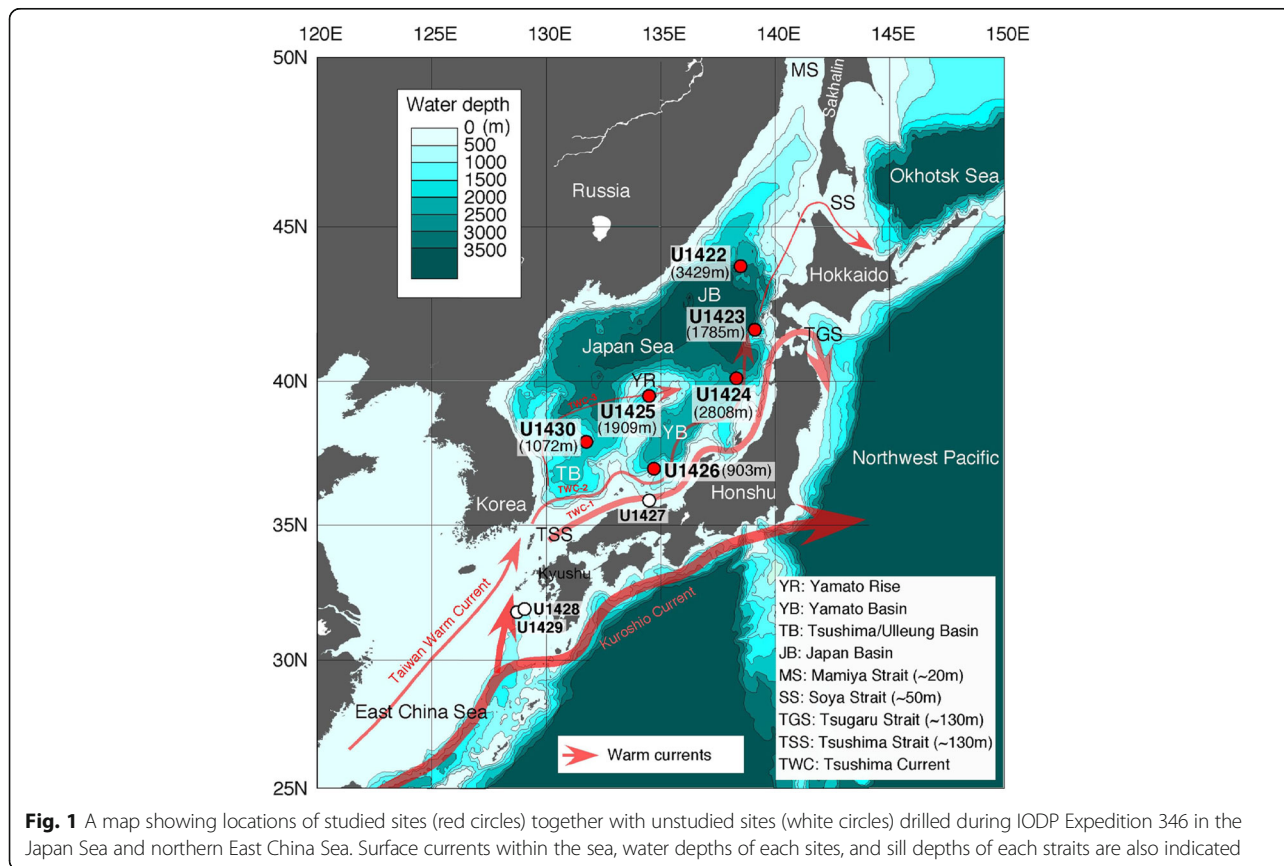 120E 125E 130E 135E 140E 145E 150E
50N
45N
40N
35N
30N
25N
Water depth
0 (m)
500
1000
1500
2000
2500
3000
3500
MS
Sakhalin
Okhotsk Sea
Russia
SS
U1422
(3429m)
Hokkaido
JB
U1423
(1785m)
TGS
Japan Sea
YR
TWC-3
U1424
(2808m)
U1425
(1909m)
YB
U1430
(1072m)
TB
U1426 (903m)
Northwest Pacific
Korea
TWC-2
TWC-1
Honshu
U1427
TSS
Kyushu
U1428
U1429
Taiwan Warm Current
Kuroshio Current
East China Sea
Warm currents
YR: Yamato Rise
YB: Yamato Basin
TB: Tsushima/Ulleung Basin
JB: Japan Basin
MS: Mamiya Strait (~20m)
SS: Soya Strait (~50m)
TGS: Tsugaru Strait (~130m)
TSS: Tsushima Strait (~130m)
TWC: Tsushima Current
Fig. 1 A map showing locations of studied sites (red circles) together with unstudied sites (white circles) drilled during IODP Expedition 346 in the
Japan Sea and northern East China Sea. Surface currents within the sea, water depths of each sites, and sill depths of each straits are also indicated